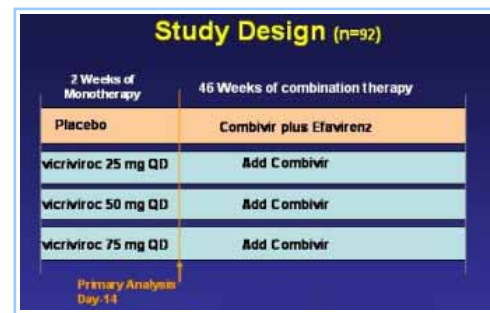 Study Design (n=92)
2 Weeks of
Monotherapy
46 Weeks of combination therapy
Placebo
Combivir plus Efavirenz
vicriviroc 25 mg QD
Add Combivir
vicriviroc 50 mg QD
Add Combivir
vicriviroc 75 mg QD
Add Combivir
Primary Analysis
Day-14